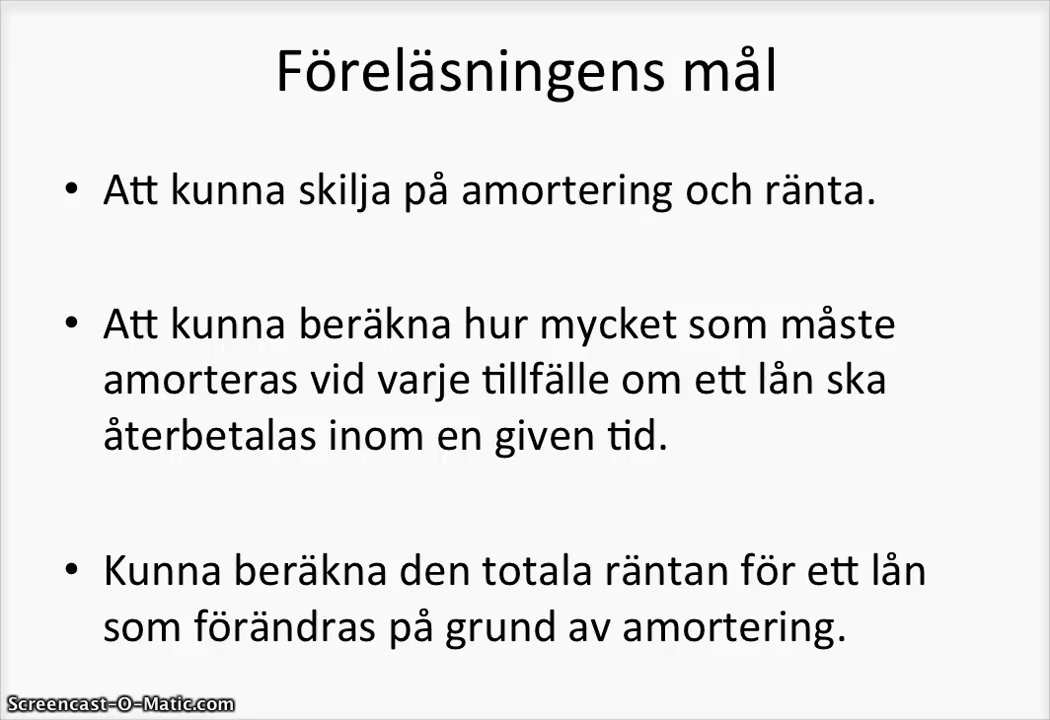 Föreläsningens mål
• Att kunna skilja på amortering och ränta.
• Att kunna beräkna hur mycket som måste
amorteras vid varje tillfälle om ett lån ska
återbetalas inom en given tid.
• Kunna beräkna den totala räntan för ett lån
som förändras på grund av amortering.
Screencast-O-Matic.com